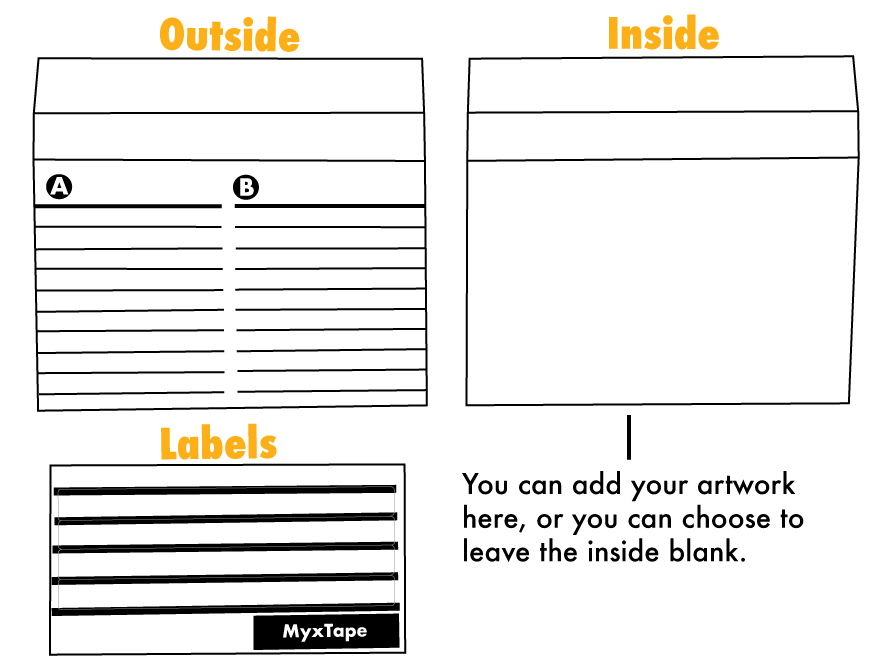 Outside
Inside
A
B
Labels
You can add your artwork
here, or you can choose to
leave the inside blank.
MyxTape